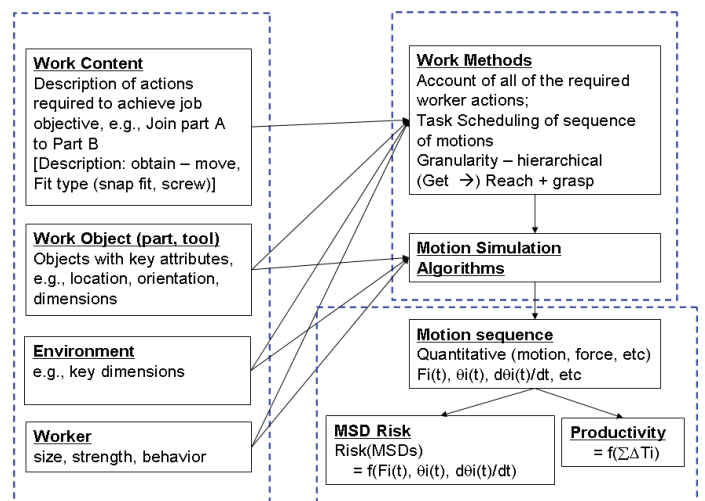 Work Content
Description of actions
required to achieve job
objective, e.g., Join part A
to Part B
[Description: obtain – move,
Fit type (snap fit, screw)]
Work Object (part, tool)
Objects with key attributes,
e.g., location, orientation,
dimensions
Environment
e.g., key dimensions
Worker
size, strength, behavior
Work Methods
Account of all of the required
worker actions;
Task Scheduling of sequence
of motions
Granularity – hierarchical
(Get →) Reach + grasp
Motion Simulation
Algorithms
Motion sequence
Quantitative (motion, force, etc)
Fi(t), θi(t), dθi(t)/dt, etc
MSD Risk
Risk(MSDs)
= f(Fi(t), θi(t), dθi(t)/dt)
Productivity
= f(∑ΔTi)